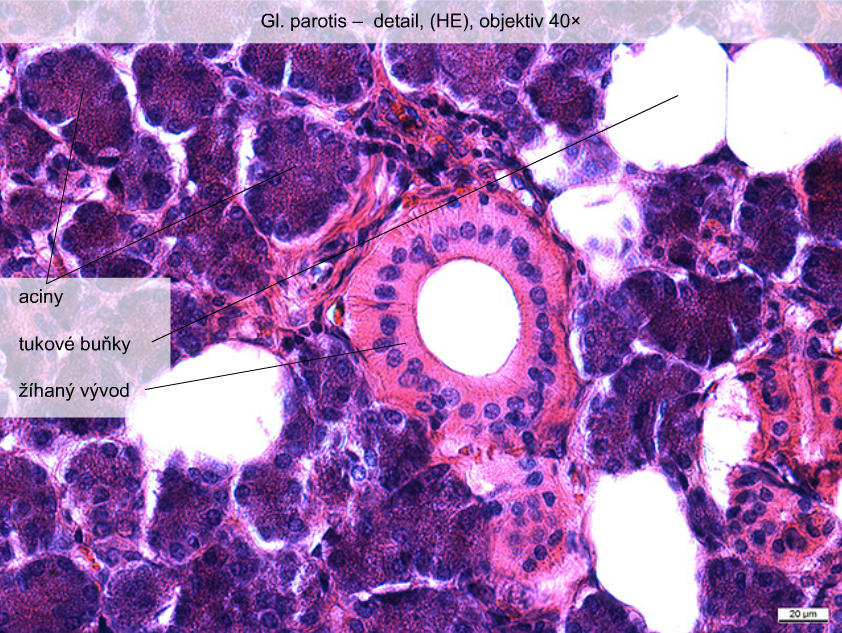 Gl. parotis – detail, (HE), objektiv 40×
aciny
tukové buňky
žíhaný vývod
20 µm